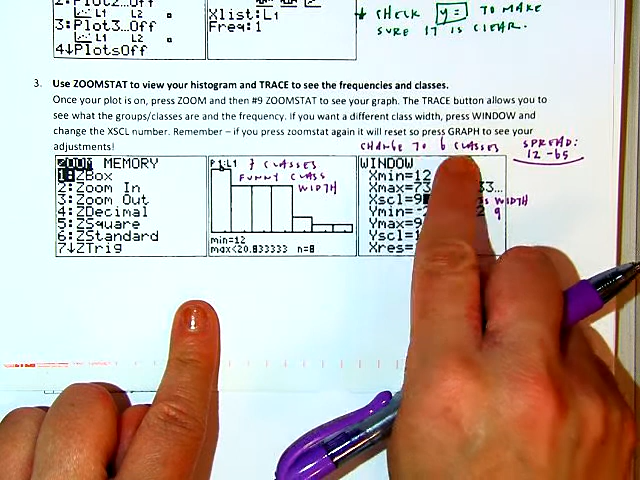 2:Plot2...Off
L1 L2
3:Plot3...Off
L1 L2
4↓PlotsOff
Xlist:L1
Freq:1
CHECK y= TO MAKE
SURE IT IS CLEAR.
3. Use ZOOMSTAT to view your histogram and TRACE to see the frequencies and classes.
Once your plot is on, press ZOOM and then #9 ZOOMSTAT to see your graph. The TRACE button allows you to
see what the groups/classes are and the frequency. If you want a different class width, press WINDOW and
change the XSCL number. Remember – if you press zoomstat again it will reset so press GRAPH to see your
adjustments!
CHANGE TO 6 CLASSES
SPREAD:
12-65
ZOOM MEMORY
1:ZBox
2:Zoom In
3:Zoom Out
4:ZDecimal
5:ZSquare
6:ZStandard
7↓ZTrig
P1:L1
7 CLASSES
FUNNY CLASS
WIDTH
min=12
max<20.833333 n=8
WINDOW
Xmin=12
Xmax=73 33...
Xscl=9
WIDTH
9
Ymin=-2
Ymax=9
Yscl=1
Xres=